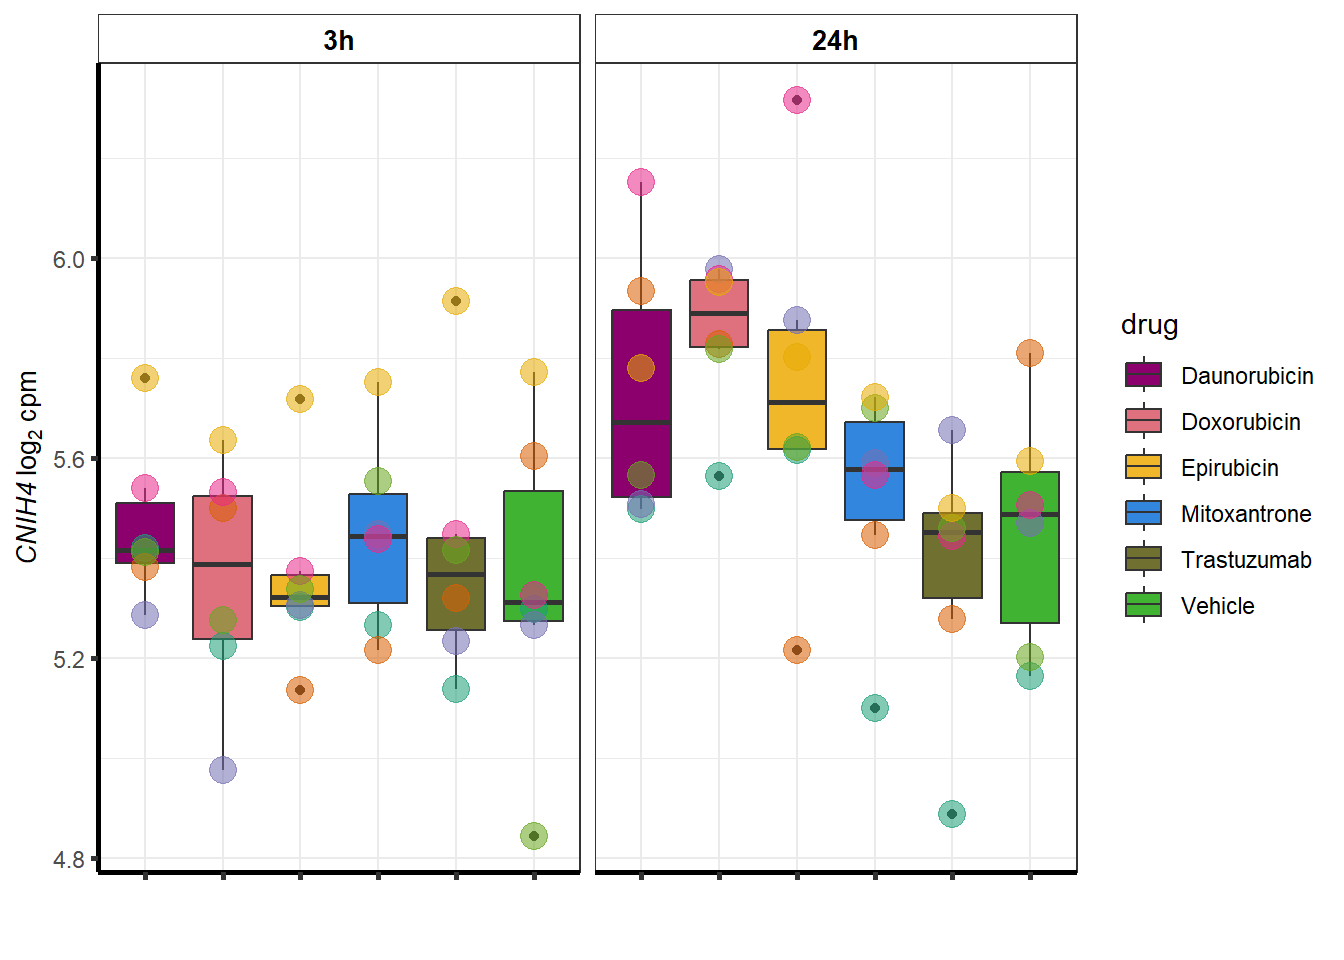 3h
24h
6.0
5.6
5.2
4.8
CNIH4 log2 cpm
drug
Daunorubicin
Doxorubicin
Epirubicin
Mitoxantrone
Trastuzumab
Vehicle